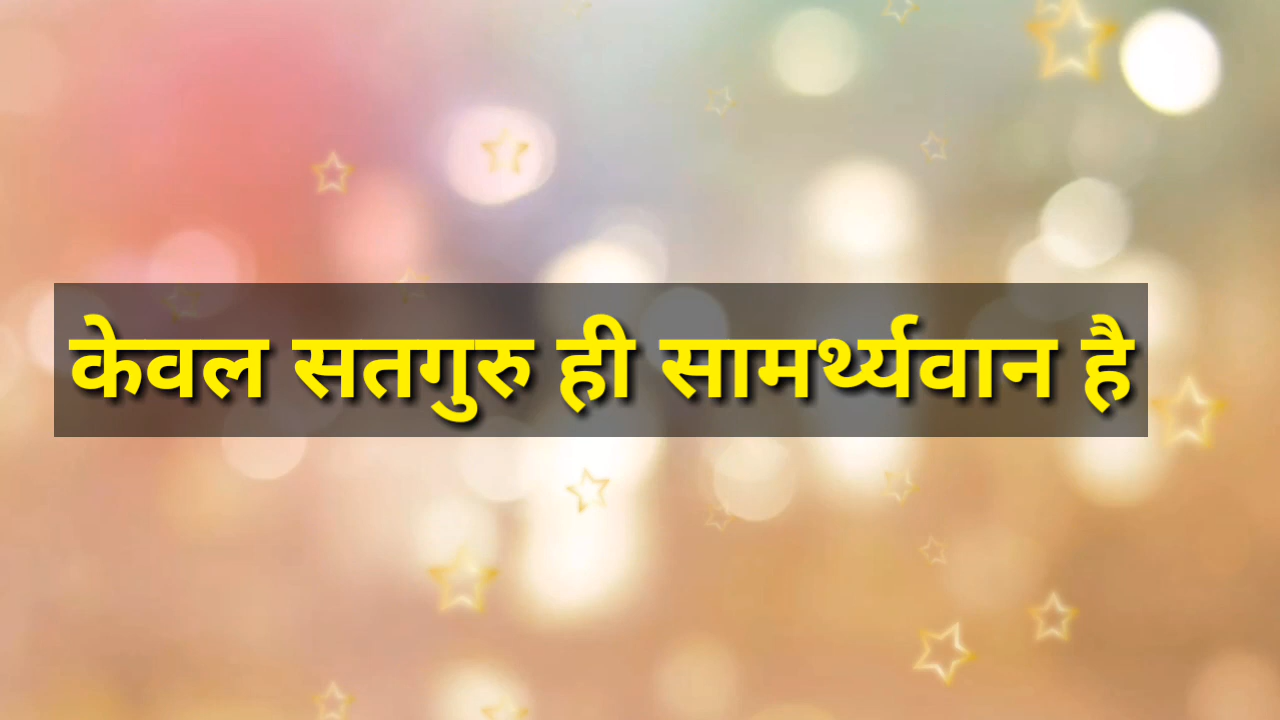 केवल सतगुरु ही सामर्थ्यवान है